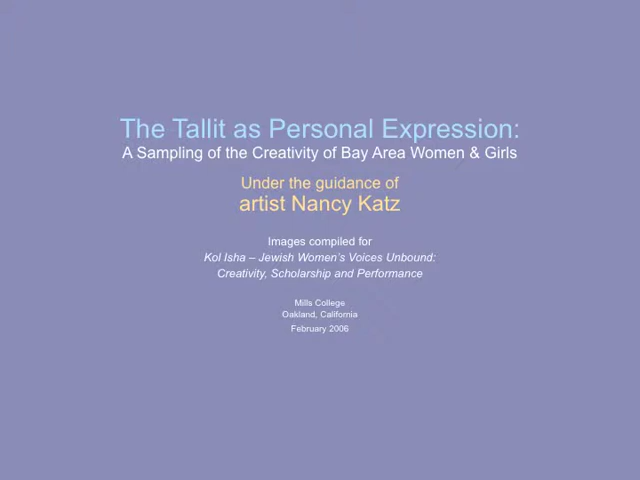 The Tallit as Personal Expression:
A Sampling of the Creativity of Bay Area Women & Girls
Under the guidance of
artist Nancy Katz
Images compiled for
Kol Isha – Jewish Women's Voices Unbound:
Creativity, Scholarship and Performance
Mills College
Oakland, California
February 2006